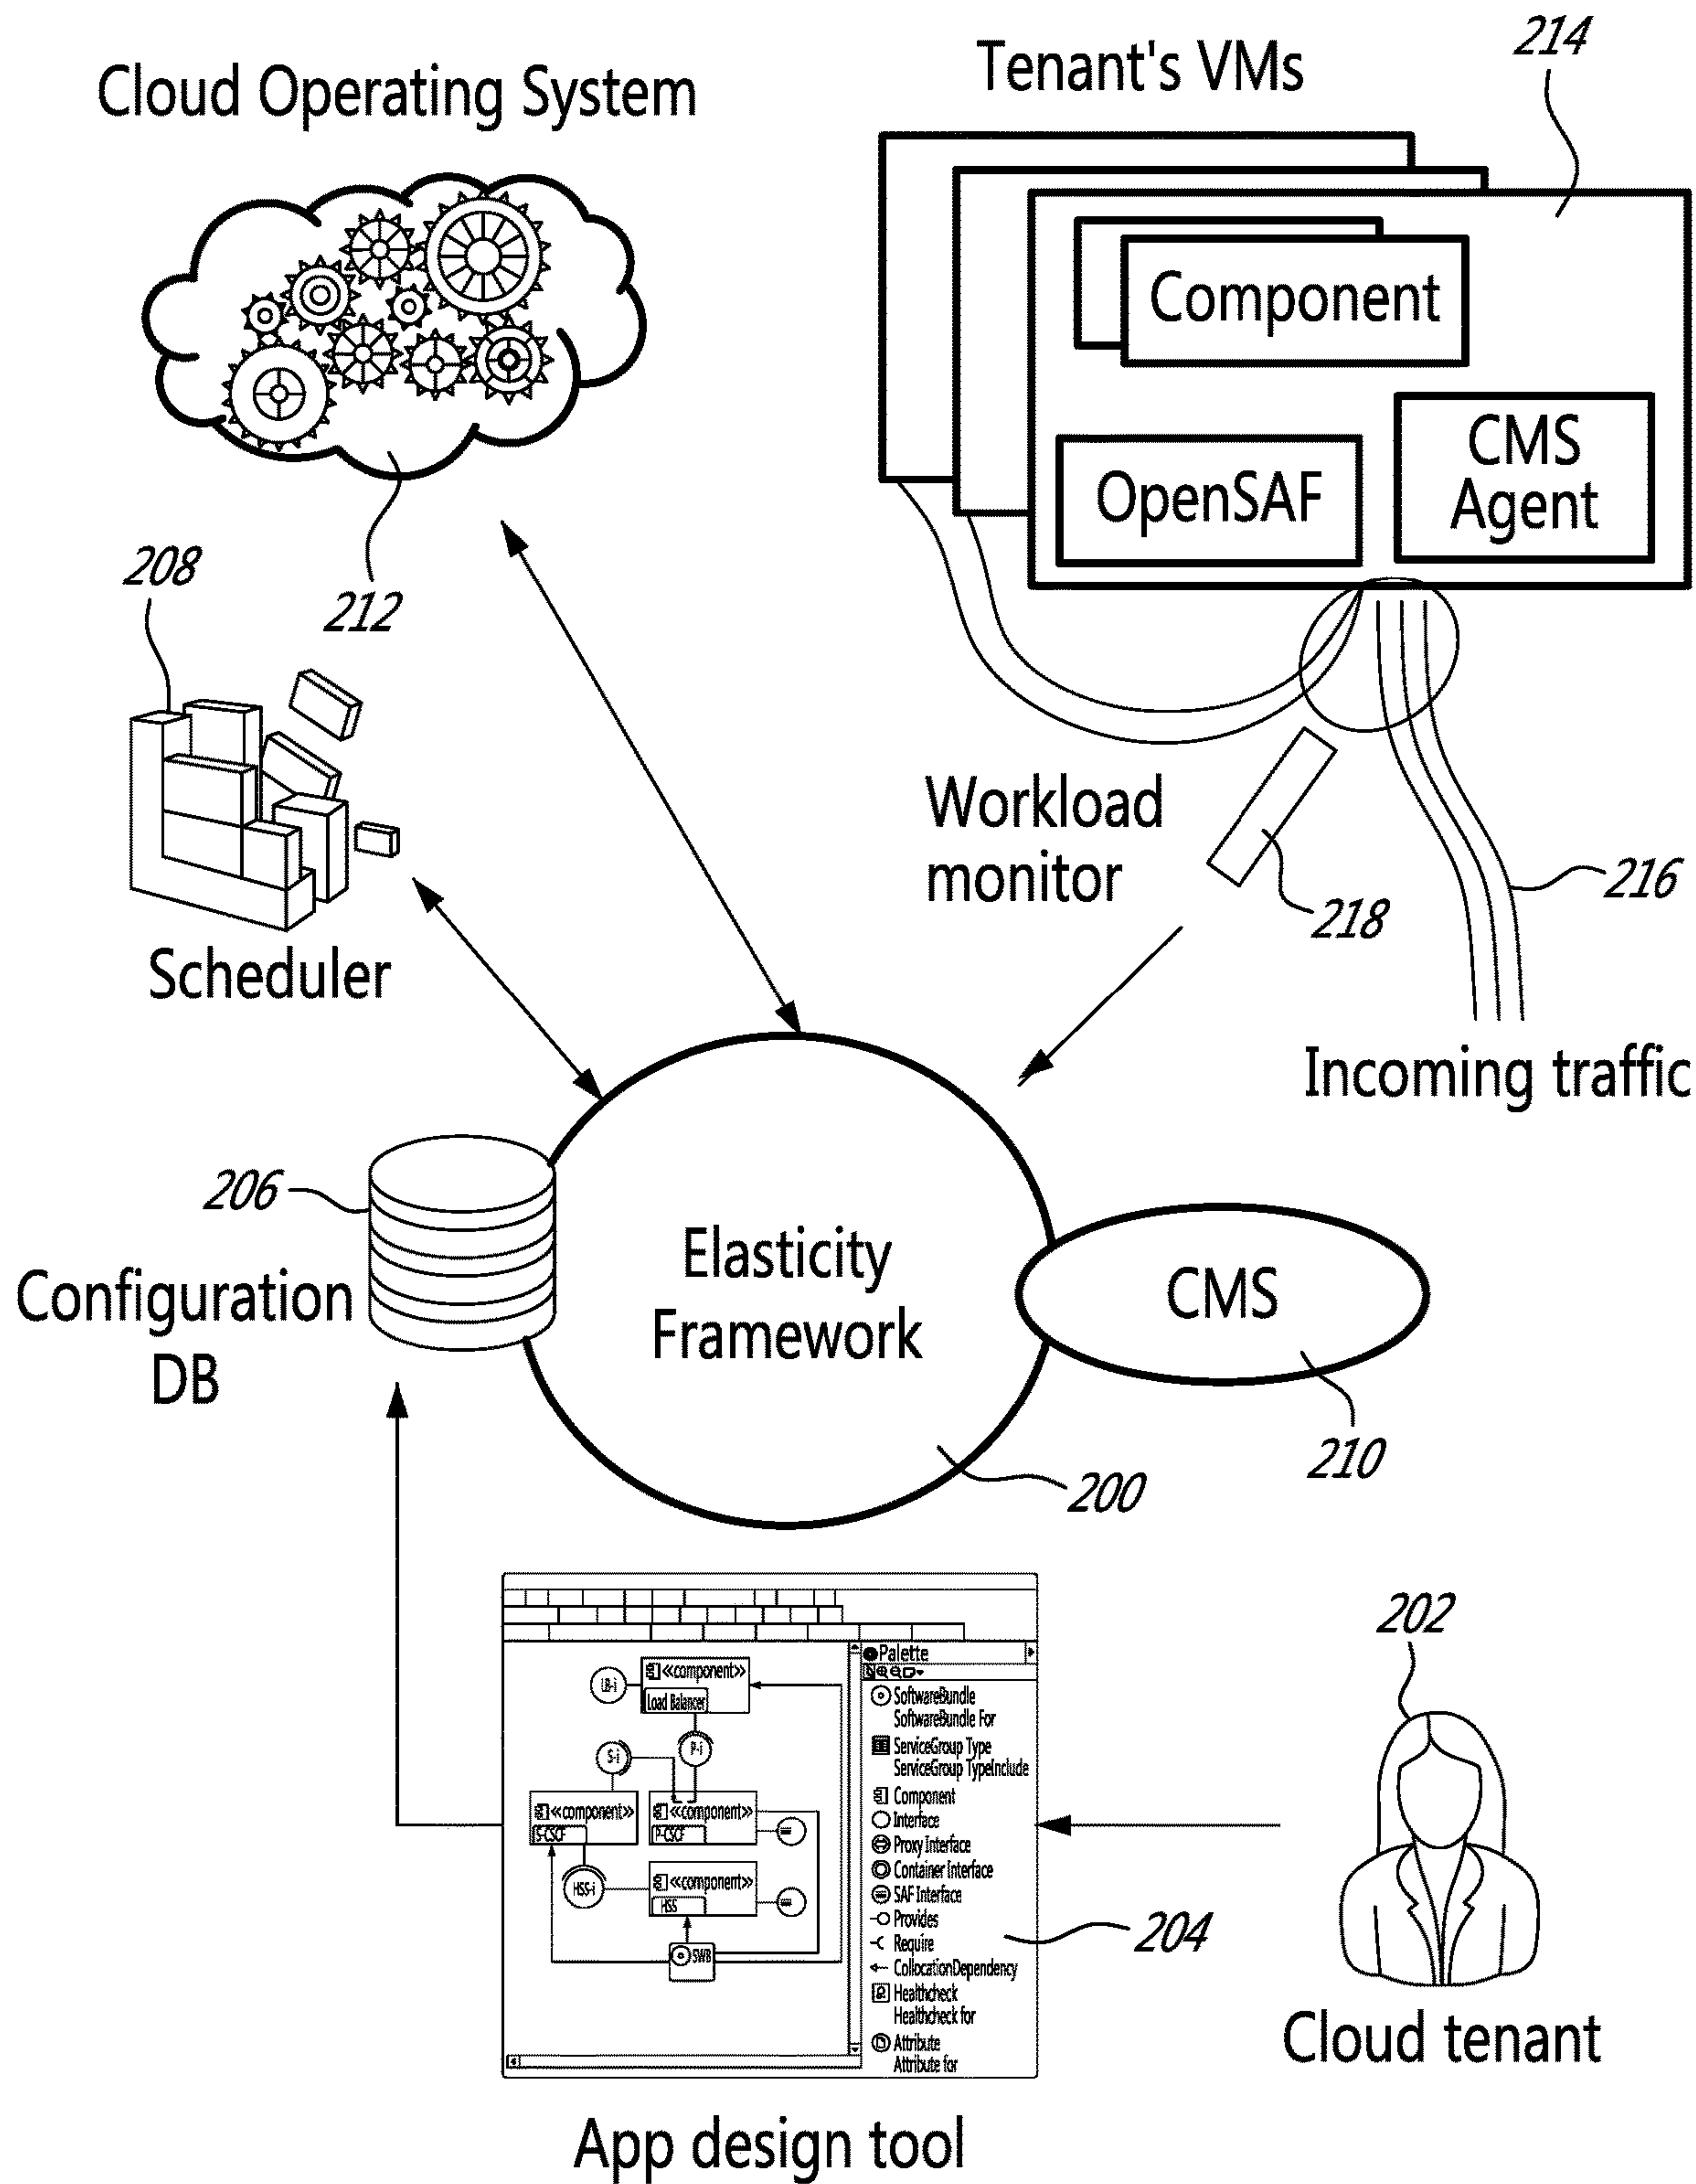 Cloud Operating System
212
Tenant's VMs
214
Component
OpenSAF
CMS
Agent
208
Scheduler
Workload
monitor
218
216
Incoming traffic
206
Configuration
DB
Elasticity
Framework
200
CMS
210
«component»
LB-i
Load Balancer
S-i
P-i
«component»
S-CSCF
«component»
P-CSCF
HSS-i
«component»
HSS
SWB
Palette
SoftwareBundle
SoftwareBundle For
ServiceGroup Type
ServiceGroup TypeInclude
Component
Interface
Proxy Interface
Container Interface
SAF Interface
Provides
Require
CollocationDependency
Healthcheck
Healthcheck for
Attribute
Attribute for
204
App design tool
202
Cloud tenant